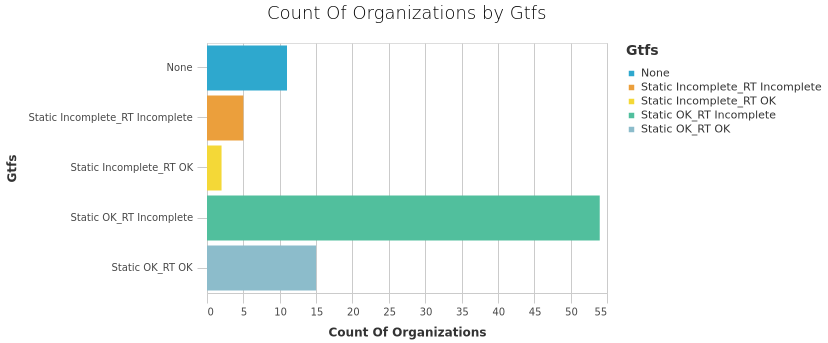 Count Of Organizations by Gtfs
Gtfs
None
Static Incomplete_RT Incomplete
Static Incomplete_RT OK
Static OK_RT Incomplete
Static OK_RT OK
0 5 10 15 20 25 30 35 40 45 50 55
Count Of Organizations
Gtfs
None
Static Incomplete_RT Incomplete
Static Incomplete_RT OK
Static OK_RT Incomplete
Static OK_RT OK